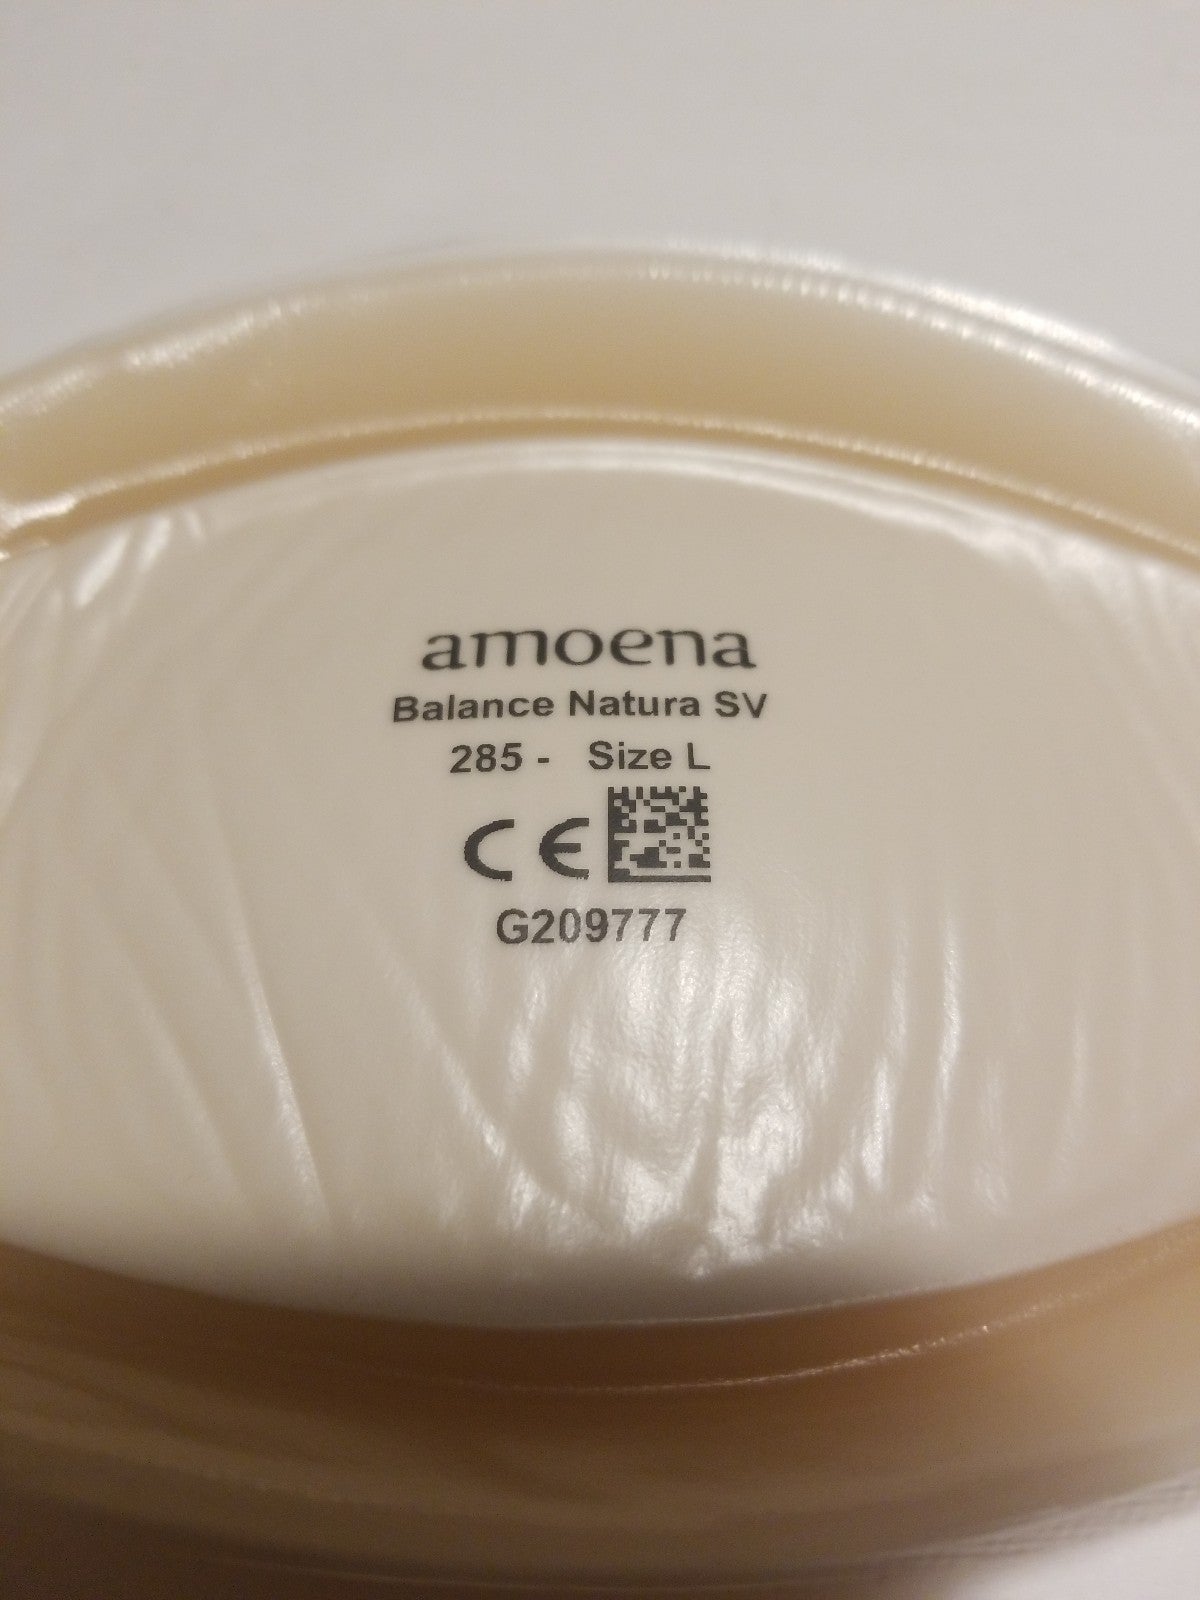 amoena
Balance Natura SV
285 - Size L
CE
G209777